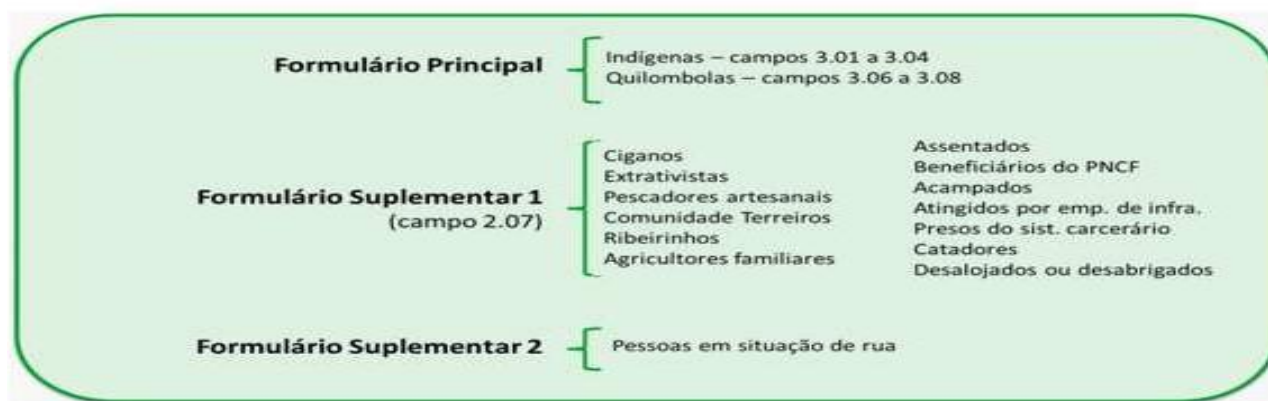 Formulário Principal
Indígenas – campos 3.01 a 3.04
Quilombolas – campos 3.06 a 3.08
Formulário Suplementar 1
(campo 2.07)
Ciganos
Extrativistas
Pescadores artesanais
Comunidade Terreiros
Ribeirinhos
Agricultores familiares
Assentados
Beneficiários do PNCF
Acampados
Atingidos por emp. de infra.
Presos do sist. carcerário
Catadores
Desalojados ou desabrigados
Formulário Suplementar 2
Pessoas em situação de rua